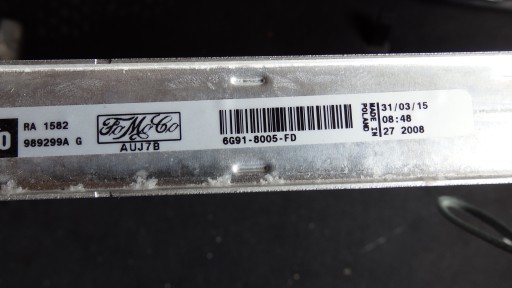 RA 1582
989299A G
FoMoCo
AUJ7B
6G91-8005-FD
MADE IN
POLAND
31/03/15
08:48
27 2008